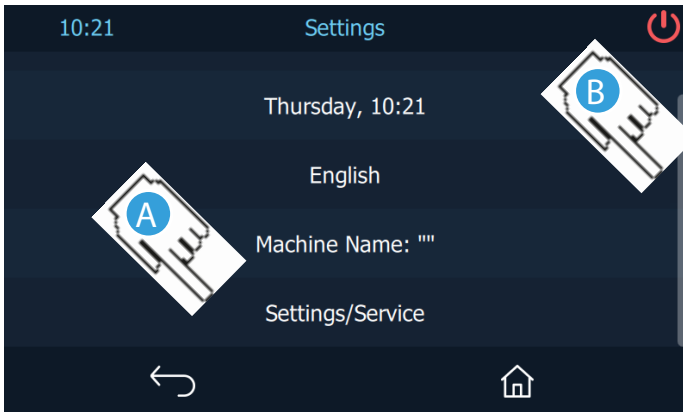 10:21 Settings
B
Thursday, 10:21
English
A
Machine Name: ""
Settings/Service